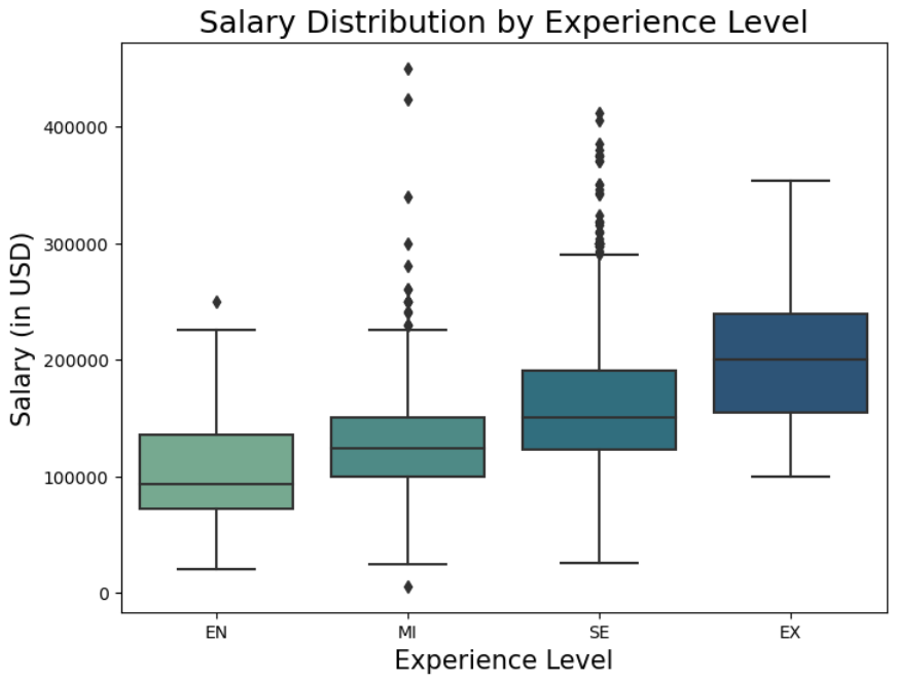 Salary Distribution by Experience Level
Salary (in USD)
400000
300000
200000
100000
0
EN MI SE EX
Experience Level